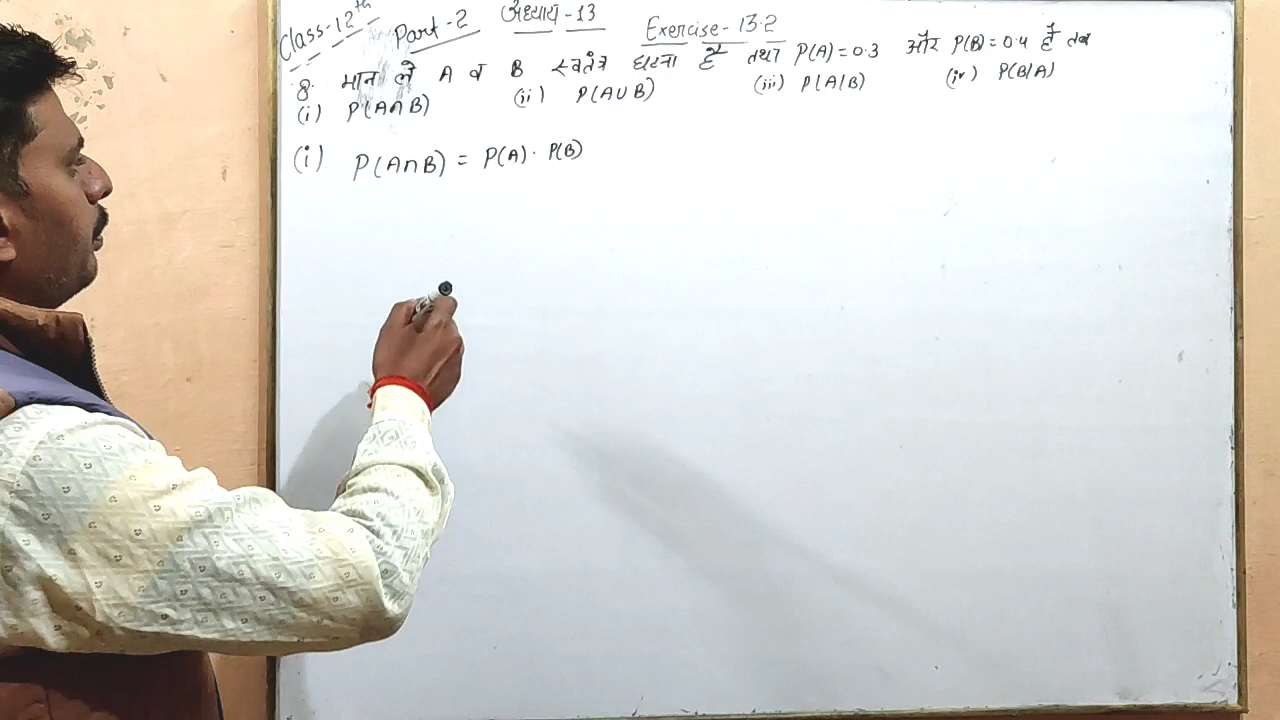 Class-12th Part-2 अध्याय-13 Exercise-13.2
8. मान लें A व B स्वतंत्र घटना हैं तथा P(A)=0.3 और P(B)=0.4 है तब
(i) P(A∩B) (ii) P(A∪B) (iii) P(A|B) (iv) P(B|A)
(i) P(A∩B) = P(A)· P(B)